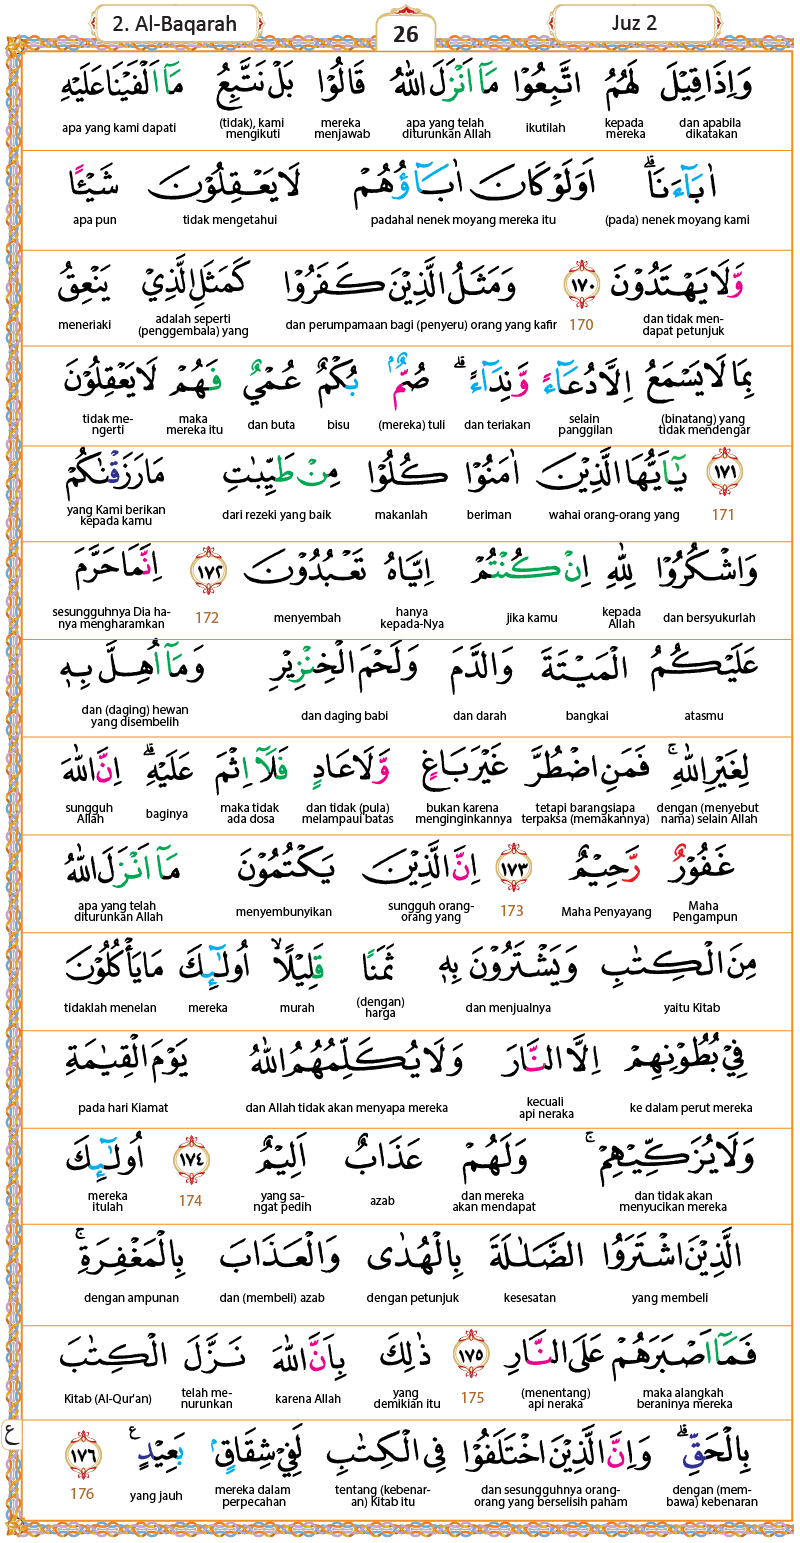 2. Al-Baqarah 26 Juz 2
وَاِذَا قِيْلَ لَهُمُ اتَّبِعُوْا مَآ اَنْزَلَ اللّٰهُ قَالُوْا بَلْ نَتَّبِعُ مَآ اَلْفَيْنَا عَلَيْهِ
dan apabila dikatakan kepada mereka ikutilah apa yang telah diturunkan Allah mereka menjawab (tidak), kami mengikuti apa yang kami dapati
اٰبَاۤءَنَاۗ اَوَلَوْ كَانَ اٰبَاۤؤُهُمْ لَا يَعْقِلُوْنَ شَيْـًٔا
(pada) nenek moyang kami padahal nenek moyang mereka itu tidak mengetahui apa pun
وَّلَا يَهْتَدُوْنَ ١٧٠ وَمَثَلُ الَّذِيْنَ كَفَرُوْا كَمَثَلِ الَّذِيْ يَنْعِقُ
dan tidak men-dapat petunjuk 170 dan perumpamaan bagi (penyeru) orang yang kafir adalah seperti (penggembala) yang meneriaki
بِمَا لَا يَسْمَعُ اِلَّا دُعَاۤءً وَّنِدَاۤءًۗ صُمٌّۢ بُكْمٌ عُمْيٌ فَهُمْ لَا يَعْقِلُوْنَ
(binatang) yang tidak mendengar selain panggilan dan teriakan (mereka) tuli bisu dan buta maka mereka itu tidak me-ngerti
١٧١ يٰٓاَيُّهَا الَّذِيْنَ اٰمَنُوْا كُلُوْا مِنْ طَيِّبٰتِ مَا رَزَقْنٰكُمْ
171 wahai orang-orang yang beriman makanlah dari rezeki yang baik yang Kami berikan kepada kamu
وَاشْكُرُوْا لِلّٰهِ اِنْ كُنْتُمْ اِيَّاهُ تَعْبُدُوْنَ ١٧٢ اِنَّمَا حَرَّمَ
dan bersyukurlah kepada Allah jika kamu hanya kepada-Nya menyembah 172 sesungguhnya Dia ha-nya mengharamkan
عَلَيْكُمُ الْمَيْتَةَ وَالدَّمَ وَلَحْمَ الْخِنْزِيْرِ وَمَآ اُهِلَّ بِهٖ
atasmu bangkai dan darah dan daging babi dan (daging) hewan yang disembelih
لِغَيْرِ اللّٰهِۚ فَمَنِ اضْطُرَّ غَيْرَ بَاغٍ وَّلَا عَادٍ فَلَآ اِثْمَ عَلَيْهِۗ اِنَّ اللّٰهَ
dengan (menyebut nama) selain Allah tetapi barangsiapa terpaksa (memakannya) bukan karena menginginkannya dan tidak (pula) melampaui batas maka tidak ada dosa baginya sungguh Allah
غَفُوْرٌ رَّحِيْمٌ ١٧٣ اِنَّ الَّذِيْنَ يَكْتُمُوْنَ مَآ اَنْزَلَ اللّٰهُ
Maha Pengampun Maha Penyayang 173 sungguh orang-orang yang menyembunyikan apa yang telah diturunkan Allah
مِنَ الْكِتٰبِ وَيَشْتَرُوْنَ بِهٖ ثَمَنًا قَلِيْلًاۙ اُولٰۤىِٕكَ مَا يَأْكُلُوْنَ
yaitu Kitab dan menjualnya (dengan) harga murah mereka tidaklah menelan
فِيْ بُطُوْنِهِمْ اِلَّا النَّارَ وَلَا يُكَلِّمُهُمُ اللّٰهُ يَوْمَ الْقِيٰمَةِ
ke dalam perut mereka kecuali api neraka dan Allah tidak akan menyapa mereka pada hari Kiamat
وَلَا يُزَكِّيْهِمْۚ وَلَهُمْ عَذَابٌ اَلِيْمٌ ١٧٤ اُولٰۤىِٕكَ
dan tidak akan menyucikan mereka dan mereka akan mendapat azab yang sa-ngat pedih 174 mereka itulah
الَّذِيْنَ اشْتَرَوُا الضَّلٰلَةَ بِالْهُدٰى وَالْعَذَابَ بِالْمَغْفِرَةِۚ
yang membeli kesesatan dengan petunjuk dan (membeli) azab dengan ampunan
فَمَآ اَصْبَرَهُمْ عَلَى النَّارِ ١٧٥ ذٰلِكَ بِاَنَّ اللّٰهَ نَزَّلَ الْكِتٰبَ
maka alangkah beraninya mereka (menentang) api neraka 175 yang demikian itu karena Allah telah me-nurunkan Kitab (Al-Qur'an)
بِالْحَقِّۗ وَاِنَّ الَّذِيْنَ اخْتَلَفُوْا فِى الْكِتٰبِ لَفِيْ شِقَاقٍۢ بَعِيْدٍ ࣖ ١٧٦ ع
dengan (mem-bawa) kebenaran dan sesungguhnya orang-orang yang berselisih paham tentang (kebenar-an) Kitab itu mereka dalam perpecahan yang jauh 176